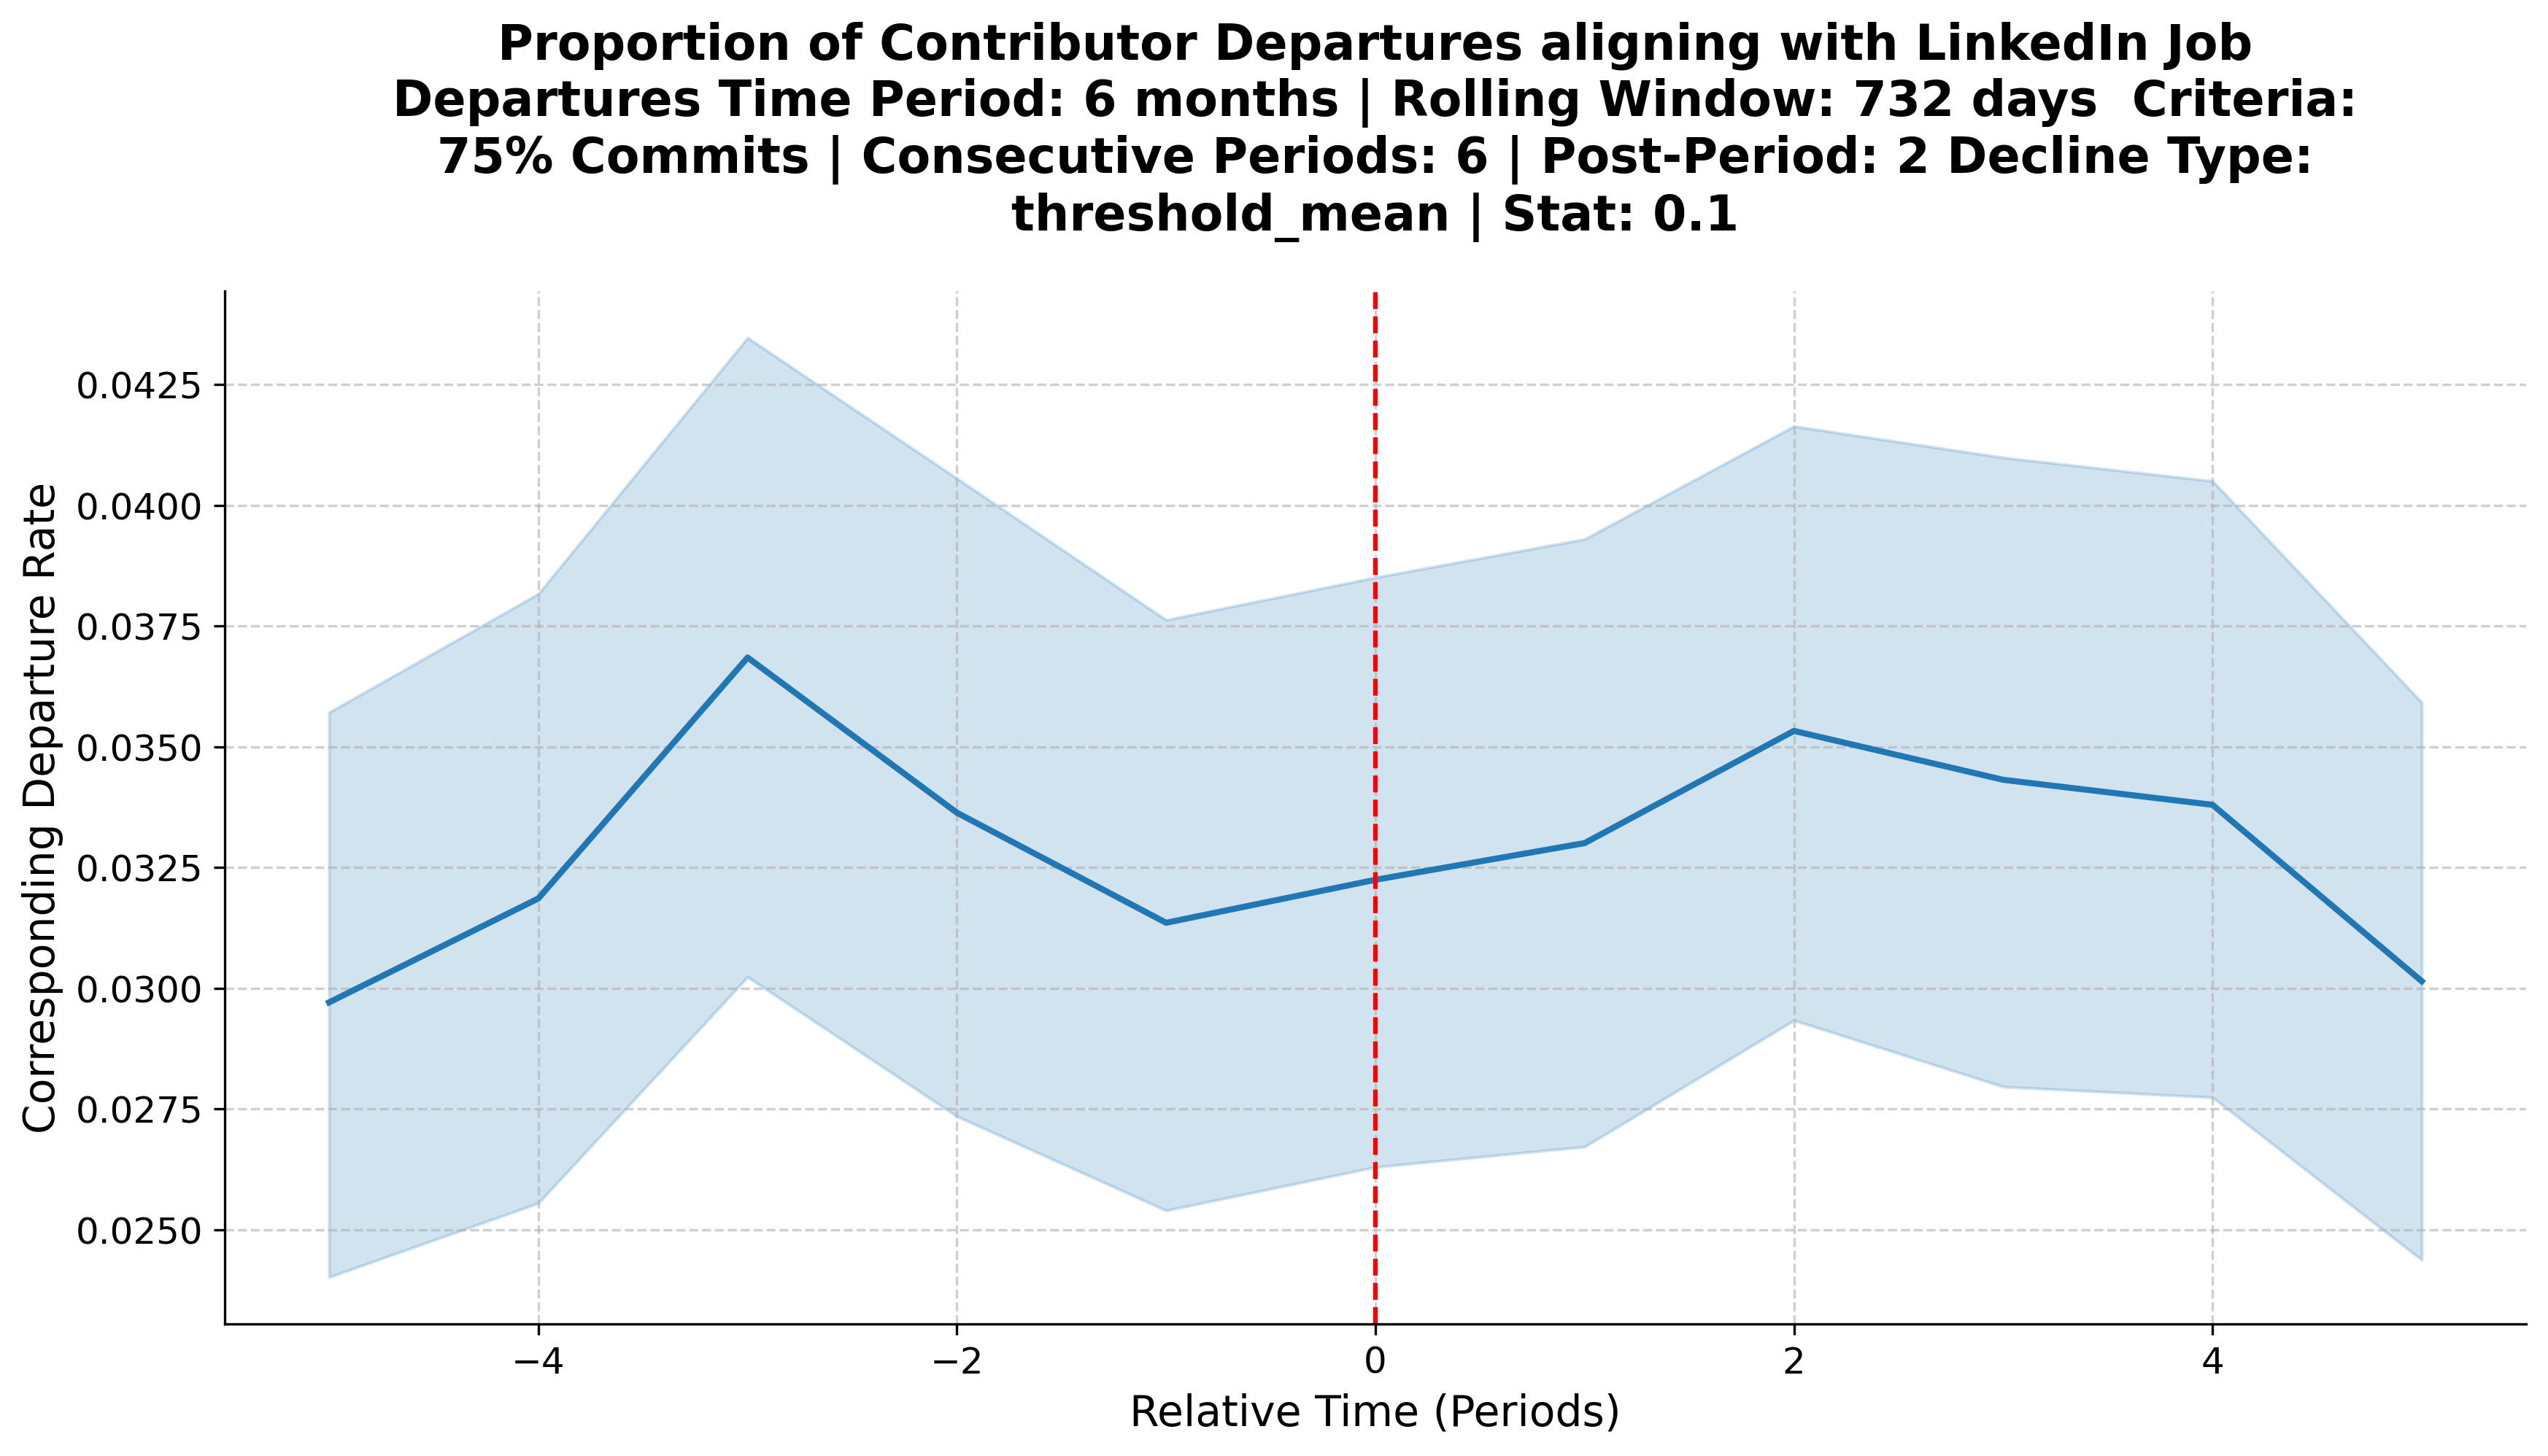 Proportion of Contributor Departures aligning with LinkedIn Job
Departures Time Period: 6 months | Rolling Window: 732 days  Criteria:
75% Commits | Consecutive Periods: 6 | Post-Period: 2 Decline Type:
threshold_mean | Stat: 0.1
Corresponding Departure Rate
0.0425
0.0400
0.0375
0.0350
0.0325
0.0300
0.0275
0.0250
−4
−2
0
2
4
Relative Time (Periods)